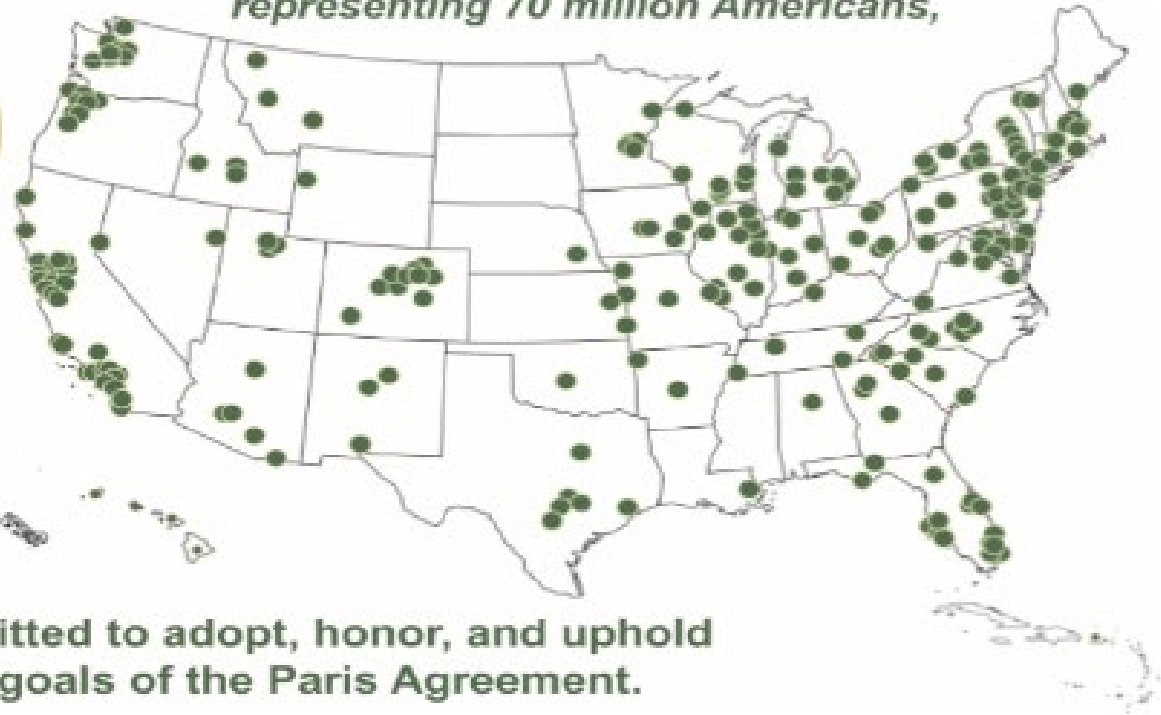 representing 70 million Americans,
itted to adopt, honor, and uphold
goals of the Paris Agreement.